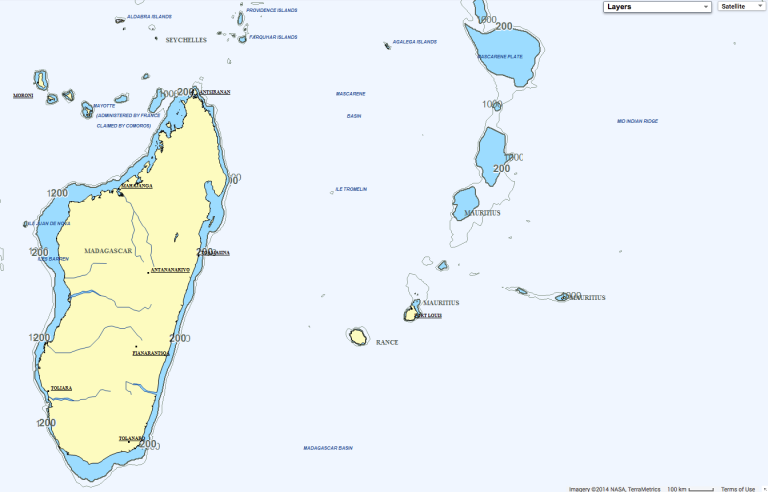 Layers
Satellite
PROVIDENCE ISLANDS
ALDABRA ISLANDS
1000
200
SEYCHELLES
FARQUHAR ISLANDS
AGALEGA ISLANDS
MASCARENE PLATE
MORONI
1000
200
ANTSIRANAN
MASCARENE
1000
MAYOTTE
(ADMINISTERED BY FRANCE
BASIN
CLAIMED BY COMOROS)
MID INDIAN RIDGE
200
MAHAJANGA
1200
ILE TROMELIN
MAURITIUS
ILE JUAN DE NOVA
MADAGASCAR
200
ILES BARREN
ANTANANARIVO
MAURITIUS
MAURITIUS
PORT LOUIS
1200
200
RANCE
FIANARANTSOA
TOLIARA
200
TOLANARO
200
MADAGASCAR BASIN
Imagery ©2014 NASA, TerraMetrics
100 km
Terms of Use